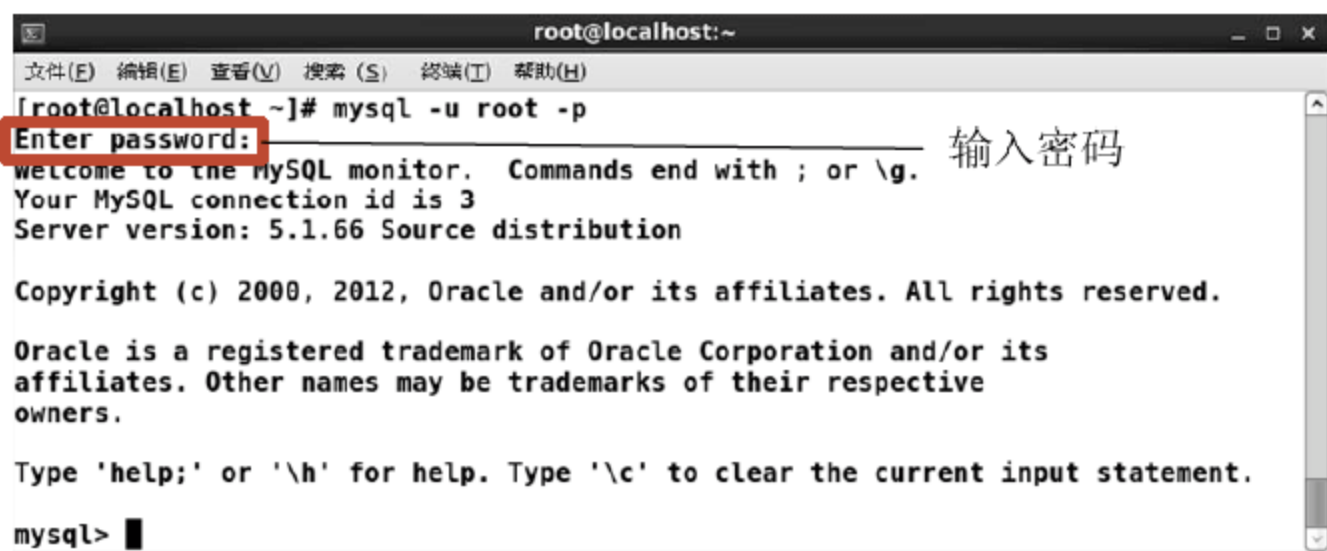 root@localhost:~
文件(F) 编辑(E) 查看(V) 搜索 (S) 终端(T) 帮助(H)
[root@localhost ~]# mysql -u root -p
Enter password:
输入密码
Welcome to the MySQL monitor.  Commands end with ; or \g.
Your MySQL connection id is 3
Server version: 5.1.66 Source distribution
Copyright (c) 2000, 2012, Oracle and/or its affiliates. All rights reserved.
Oracle is a registered trademark of Oracle Corporation and/or its
affiliates. Other names may be trademarks of their respective
owners.
Type 'help;' or '\h' for help. Type '\c' to clear the current input statement.
mysql>